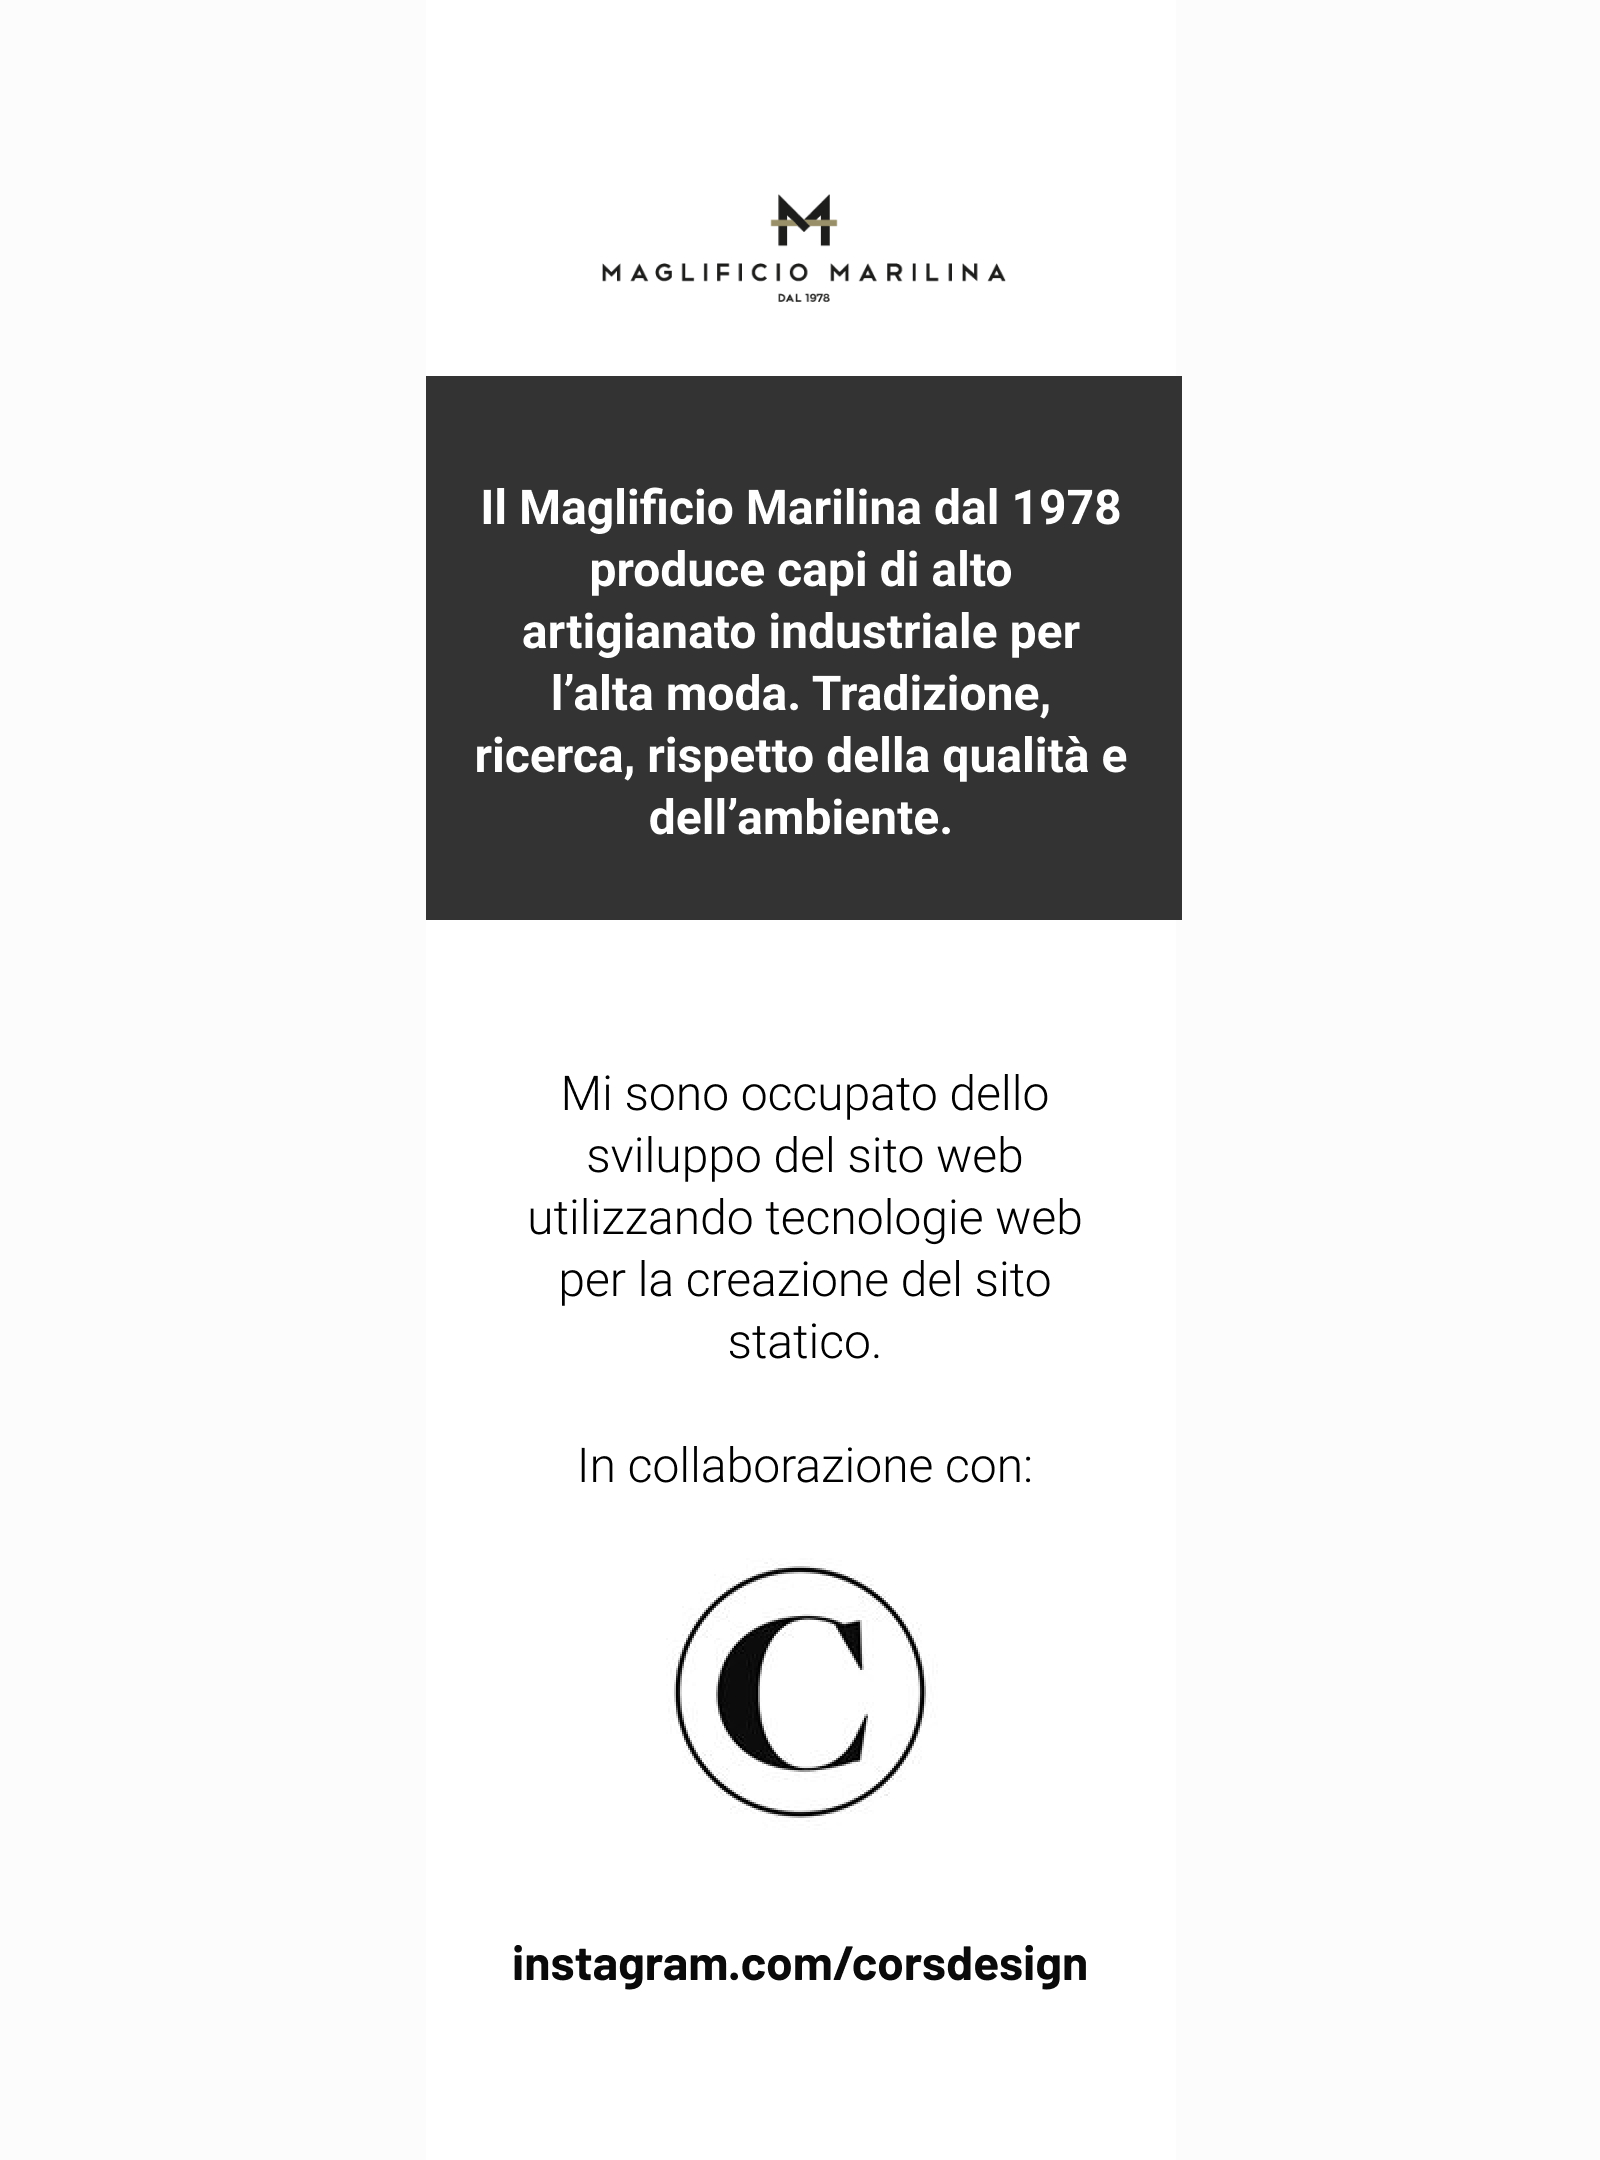 M
MAGLIFICIO MARILINA
DAL 1978
Il Maglificio Marilina dal 1978
produce capi di alto
artigianato industriale per
l’alta moda. Tradizione,
ricerca, rispetto della qualità e
dell’ambiente.
Mi sono occupato dello
sviluppo del sito web
utilizzando tecnologie web
per la creazione del sito
statico.
In collaborazione con:
C
instagram.com/corsdesign